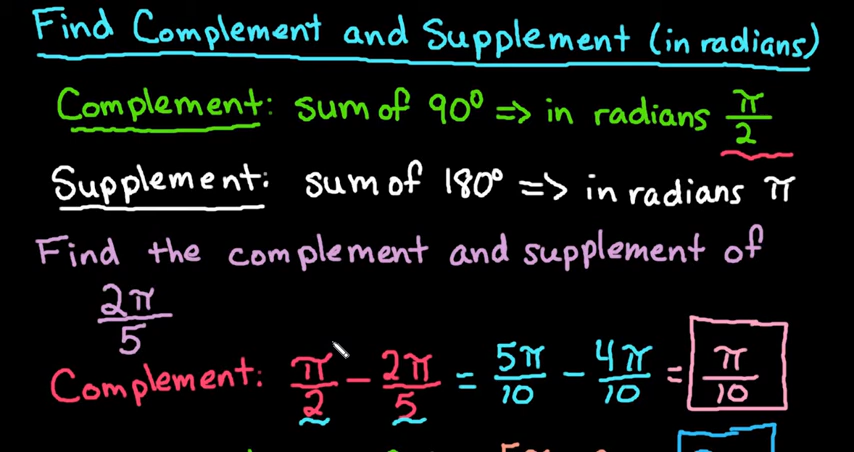 Find Complement and Supplement (in radians)
Complement: sum of 90° => in radians π/2
Supplement: sum of 180° => in radians π
Find the complement and supplement of
2π/5
Complement: π/2 - 2π/5 = 5π/10 - 4π/10 = π/10